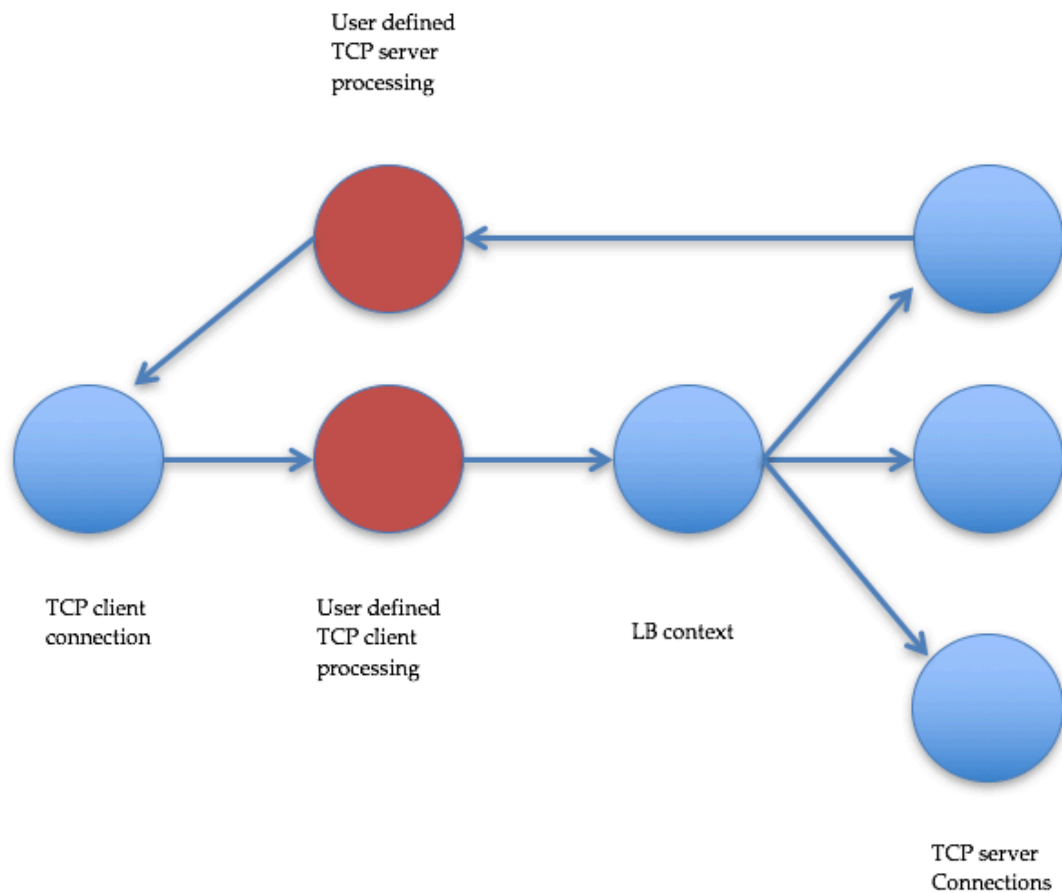 User defined
TCP server
processing
TCP client
connection
User defined
TCP client
processing
LB context
TCP server
Connections